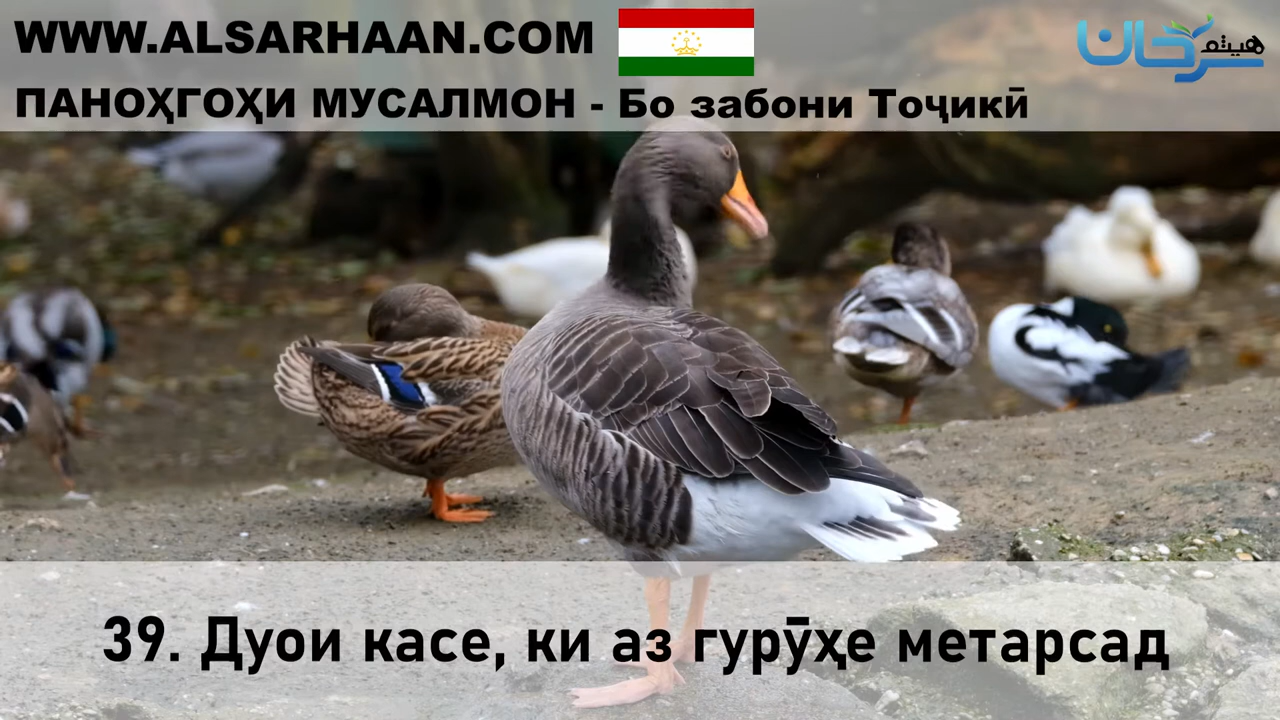 WWW.ALSARHAAN.COM
هيثم
سرحان
ПАНОҲГОҲИ МУСАЛМОН - Бо забони Тоҷикӣ
39. Дуои касе, ки аз гурӯҳе метарсад